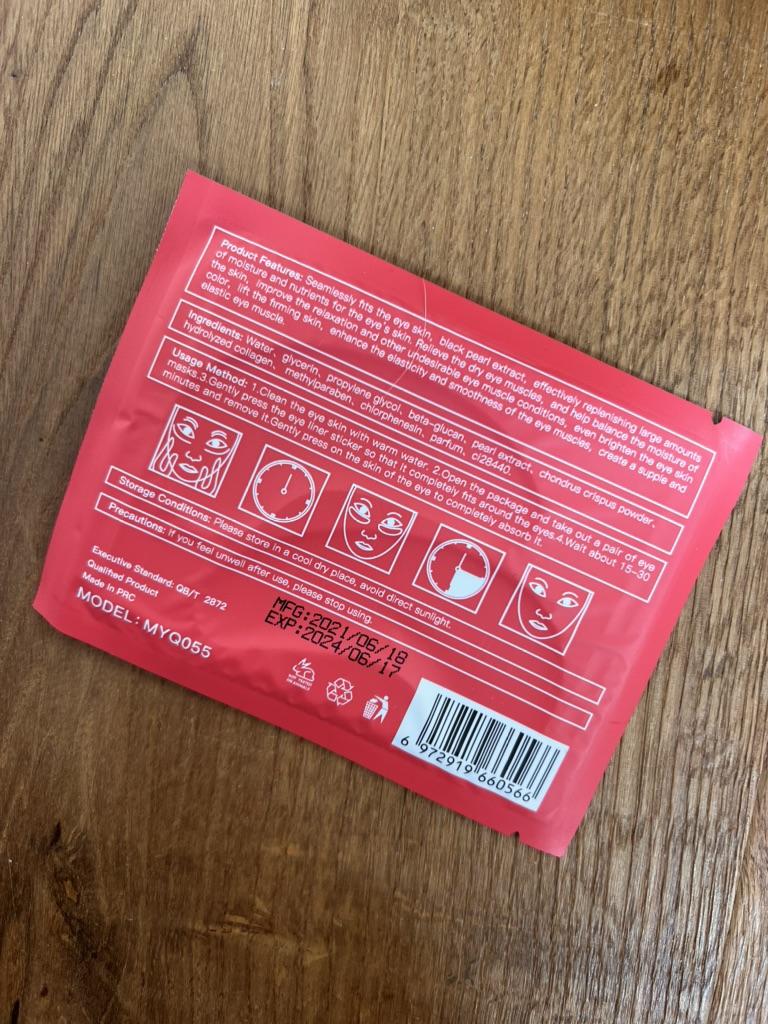 Product Features: Seamlessly fits the eye skin, black pearl extract, effectively replenishing large amounts
of moisture and nutrients for the eye's skin. Relieve the dry eye muscles, and help balance the moisture of
the skin, improve the relaxation and other undesirable eye muscle conditions, even brighten the eye skin
color, lift the firming skin, enhance the elasticity and smoothness of the eye muscles, create a supple and
elastic eye muscle.
Ingredients: Water, glycerin, propylene glycol, beta-glucan, pearl extract, chondrus crispus powder,
hydrolyzed collagen, methylparaben, chlorphenesin, parfum, ci28440.
Usage Method: 1.Clean the eye skin with warm water. 2.Open the package and take out a pair of eye
masks.3.Gently press the eye liner sticker so that it completely fits around the eyes.4.Wait about 15-30
minutes and remove it.Gently press on the skin of the eye to completely absorb it.
Storage Conditions: Please store in a cool dry place, avoid direct sunlight.
Precautions: If you feel unwell after use, please stop using.
Executive Standard: QB/T 2872
Qualified Product
Made in PRC
MODEL: MYQ055
MFG:2021/06/18
EXP:2024/06/17
NOT TESTED
ON ANIMALS
6 972919 660566